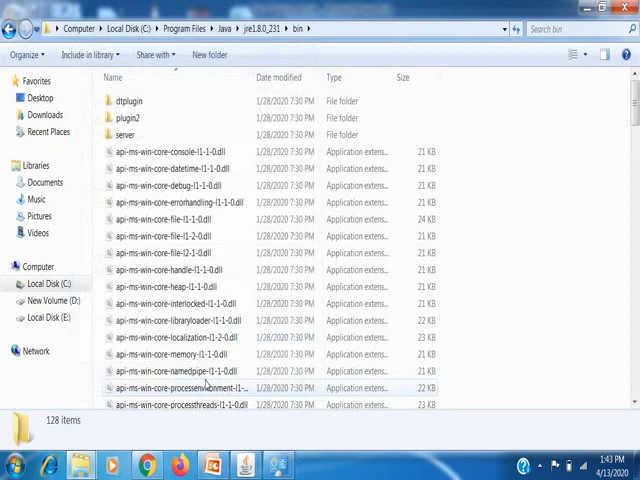 Computer ▸ Local Disk (C:) ▸ Program Files ▸ Java ▸ jre1.8.0_231 ▸ bin ▸
Search bin
Organize ▾ Include in library ▾ Share with ▾ New folder
Name Date modified Type Size
Favorites
Desktop
Downloads
Recent Places
Libraries
Documents
Music
Pictures
Videos
Computer
Local Disk (C:)
New Volume (D:)
Local Disk (E:)
Network
dtplugin 1/28/2020 7:30 PM File folder
plugin2 1/28/2020 7:30 PM File folder
server 1/28/2020 7:30 PM File folder
api-ms-win-core-console-l1-1-0.dll 1/28/2020 7:30 PM Application extens... 21 KB
api-ms-win-core-datetime-l1-1-0.dll 1/28/2020 7:30 PM Application extens... 21 KB
api-ms-win-core-debug-l1-1-0.dll 1/28/2020 7:30 PM Application extens... 21 KB
api-ms-win-core-errorhandling-l1-1-0.dll 1/28/2020 7:30 PM Application extens... 21 KB
api-ms-win-core-file-l1-1-0.dll 1/28/2020 7:30 PM Application extens... 24 KB
api-ms-win-core-file-l1-2-0.dll 1/28/2020 7:30 PM Application extens... 21 KB
api-ms-win-core-file-l2-1-0.dll 1/28/2020 7:30 PM Application extens... 21 KB
api-ms-win-core-handle-l1-1-0.dll 1/28/2020 7:30 PM Application extens... 21 KB
api-ms-win-core-heap-l1-1-0.dll 1/28/2020 7:30 PM Application extens... 21 KB
api-ms-win-core-interlocked-l1-1-0.dll 1/28/2020 7:30 PM Application extens... 21 KB
api-ms-win-core-libraryloader-l1-1-0.dll 1/28/2020 7:30 PM Application extens... 22 KB
api-ms-win-core-localization-l1-2-0.dll 1/28/2020 7:30 PM Application extens... 23 KB
api-ms-win-core-memory-l1-1-0.dll 1/28/2020 7:30 PM Application extens... 21 KB
api-ms-win-core-namedpipe-l1-1-0.dll 1/28/2020 7:30 PM Application extens... 21 KB
api-ms-win-core-processenvironment-l1-... 1/28/2020 7:30 PM Application extens... 22 KB
api-ms-win-core-processthreads-l1-1-0.dll 1/28/2020 7:30 PM Application extens... 23 KB
128 items
1:43 PM
4/13/2020